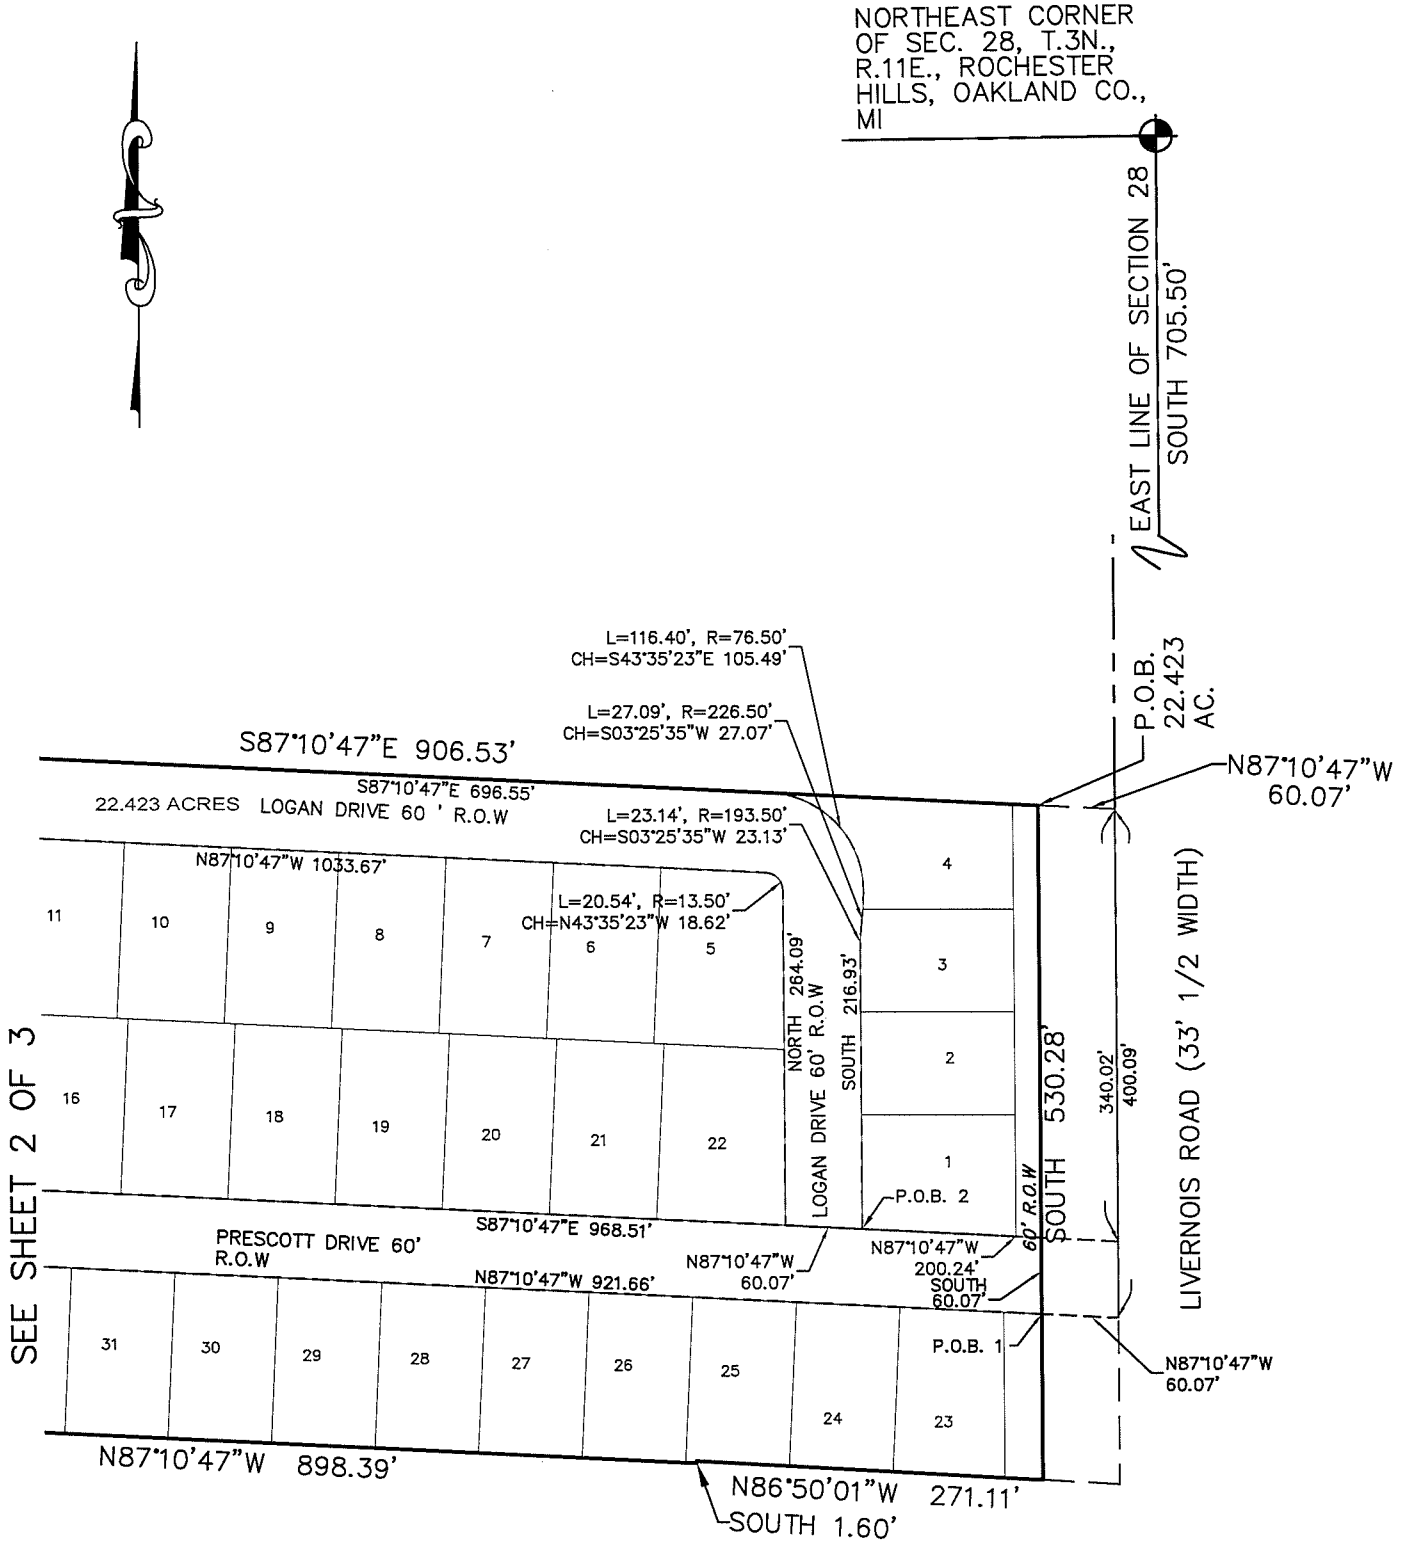 NORTHEAST CORNER
OF SEC. 28, T.3N.,
R.11E., ROCHESTER
HILLS, OAKLAND CO.,
MI
EAST LINE OF SECTION 28
SOUTH 705.50'
P.O.B.
22.423
AC.
N87°10'47"W
60.07'
L=116.40', R=76.50'
CH=S43°35'23"E 105.49'
L=27.09', R=226.50'
CH=S03°25'35"W 27.07'
S87°10'47"E 906.53'
S87°10'47"E 696.55'
22.423 ACRES LOGAN DRIVE 60 ' R.O.W
L=23.14', R=193.50'
CH=S03°25'35"W 23.13'
N87°10'47"W 1033.67'
L=20.54', R=13.50'
CH=N43°35'23"W 18.62'
4
11
10
9
8
7
6
5
3
NORTH 264.09'
LOGAN DRIVE 60' R.O.W
SOUTH 216.93'
2
1
SOUTH 530.28'
60' R.O.W
340.02'
400.09'
LIVERNOIS ROAD (33' 1/2 WIDTH)
SEE SHEET 2 OF 3
16
17
18
19
20
21
22
P.O.B. 2
S87°10'47"E 968.51'
PRESCOTT DRIVE 60'
R.O.W
N87°10'47"W
60.07'
N87°10'47"W
200.24'
SOUTH
60.07'
N87°10'47"W 921.66'
P.O.B. 1
N87°10'47"W
60.07'
31
30
29
28
27
26
25
24
23
N87°10'47"W 898.39'
N86°50'01"W 271.11'
SOUTH 1.60'